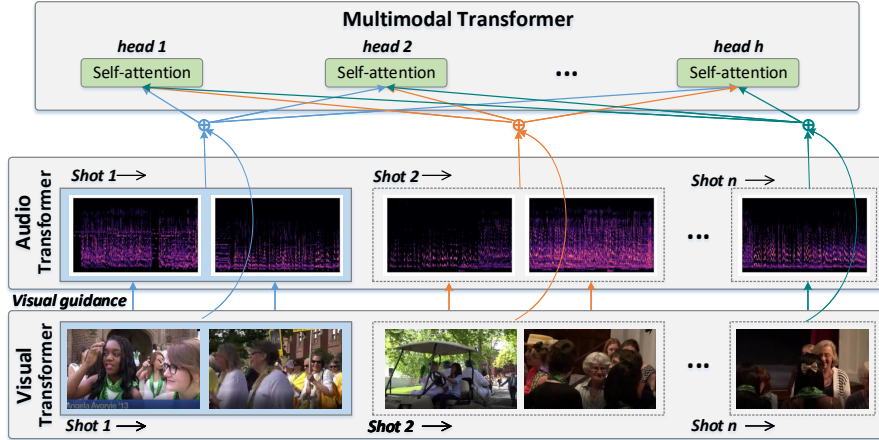 Multimodal Transformer
head 1
head 2
head h
Self-attention
Self-attention
...
Self-attention
Audio
Transformer
Shot 1
Shot 2
Shot n
...
Visual guidance
Visual
Transformer
Angela Avonce '13
...
Shot 1
Shot 2
Shot n